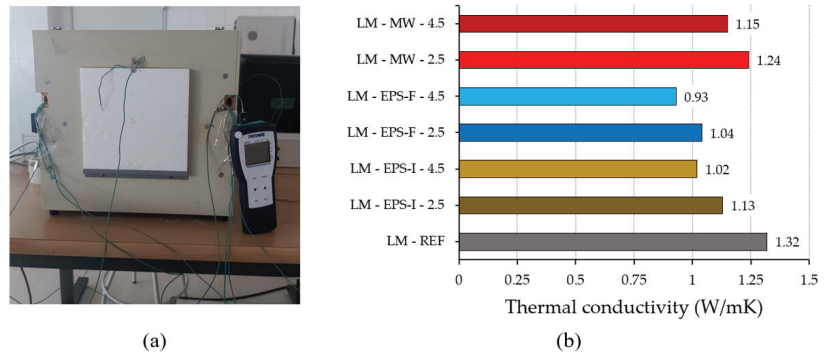 LM - MW - 4.5
1.15
LM - MW - 2.5
1.24
LM - EPS-F - 4.5
0.93
LM - EPS-F - 2.5
1.04
LM - EPS-I - 4.5
1.02
LM - EPS-I - 2.5
1.13
LM - REF
1.32
0 0.25 0.5 0.75 1 1.25 1.5
Thermal conductivity (W/mK)
(a) (b)